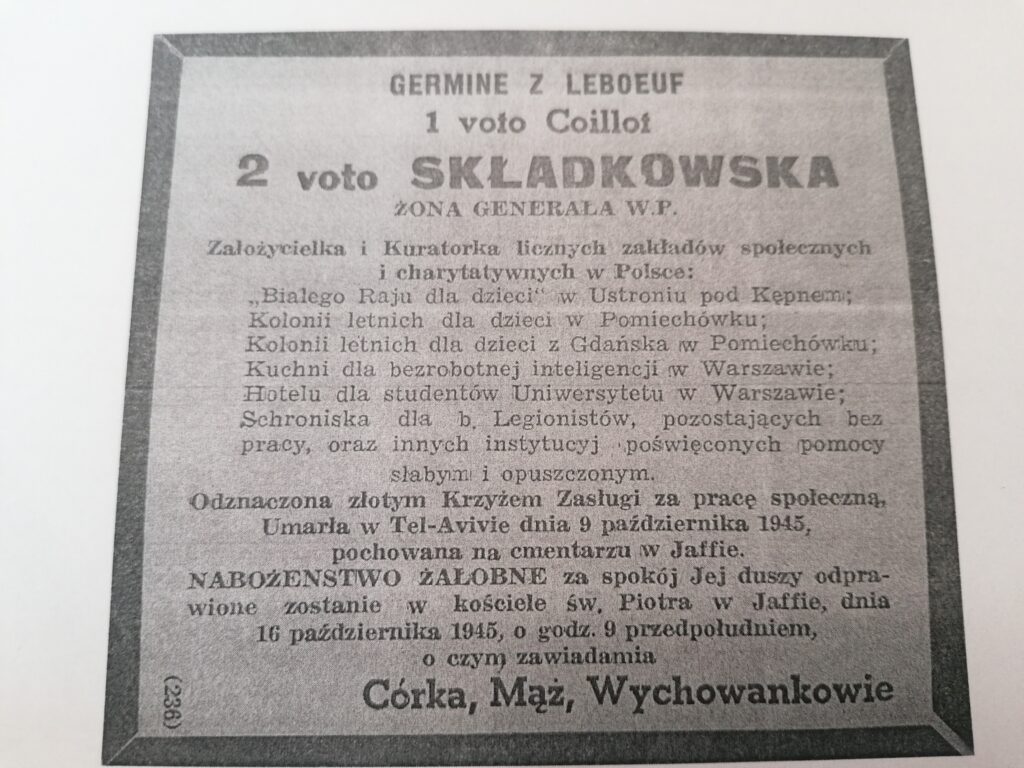 GERMINE Z LEBOEUF
1 voto Coillot
2 voto SKŁADKOWSKA
ŻONA GENERAŁA W.P.
Założycielka i Kuratorka licznych zakładów społecznych
i charytatywnych w Polsce:
„Białego Raju dla dzieci“ w Ustroniu pod Kępnem;
Kolonii letnich dla dzieci w Pomiechówku;
Kolonii letnich dla dzieci z Gdańska w Pomiechówku;
Kuchni dla bezrobotnej inteligencji w Warszawie;
Hotelu dla studentów Uniwersytetu w Warszawie;
Schroniska dla b. Legionistów, pozostających bez
pracy, oraz innych instytucyj poświęconych pomocy
słabym i opuszczonym.
Odznaczona złotym Krzyżem Zasługi za pracę społeczną,
Umarła w Tel-Avivie dnia 9 października 1945,
pochowana na cmentarzu w Jaffie.
NABOŻENSTWO ŻAŁOBNE za spokój Jej duszy odpra-
wione zostanie w kościele św. Piotra w Jaffie, dnia
16 października 1945, o godz. 9 przedpołudniem,
o czym zawiadamia
Córka, Mąż, Wychowankowie
(236)